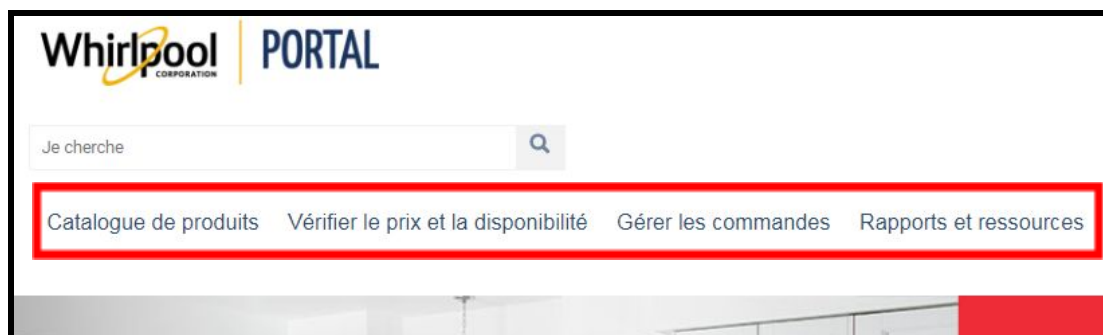 Whirlpool PORTAL
CORPORATION
Je cherche
Catalogue de produits Vérifier le prix et la disponibilité Gérer les commandes Rapports et ressources